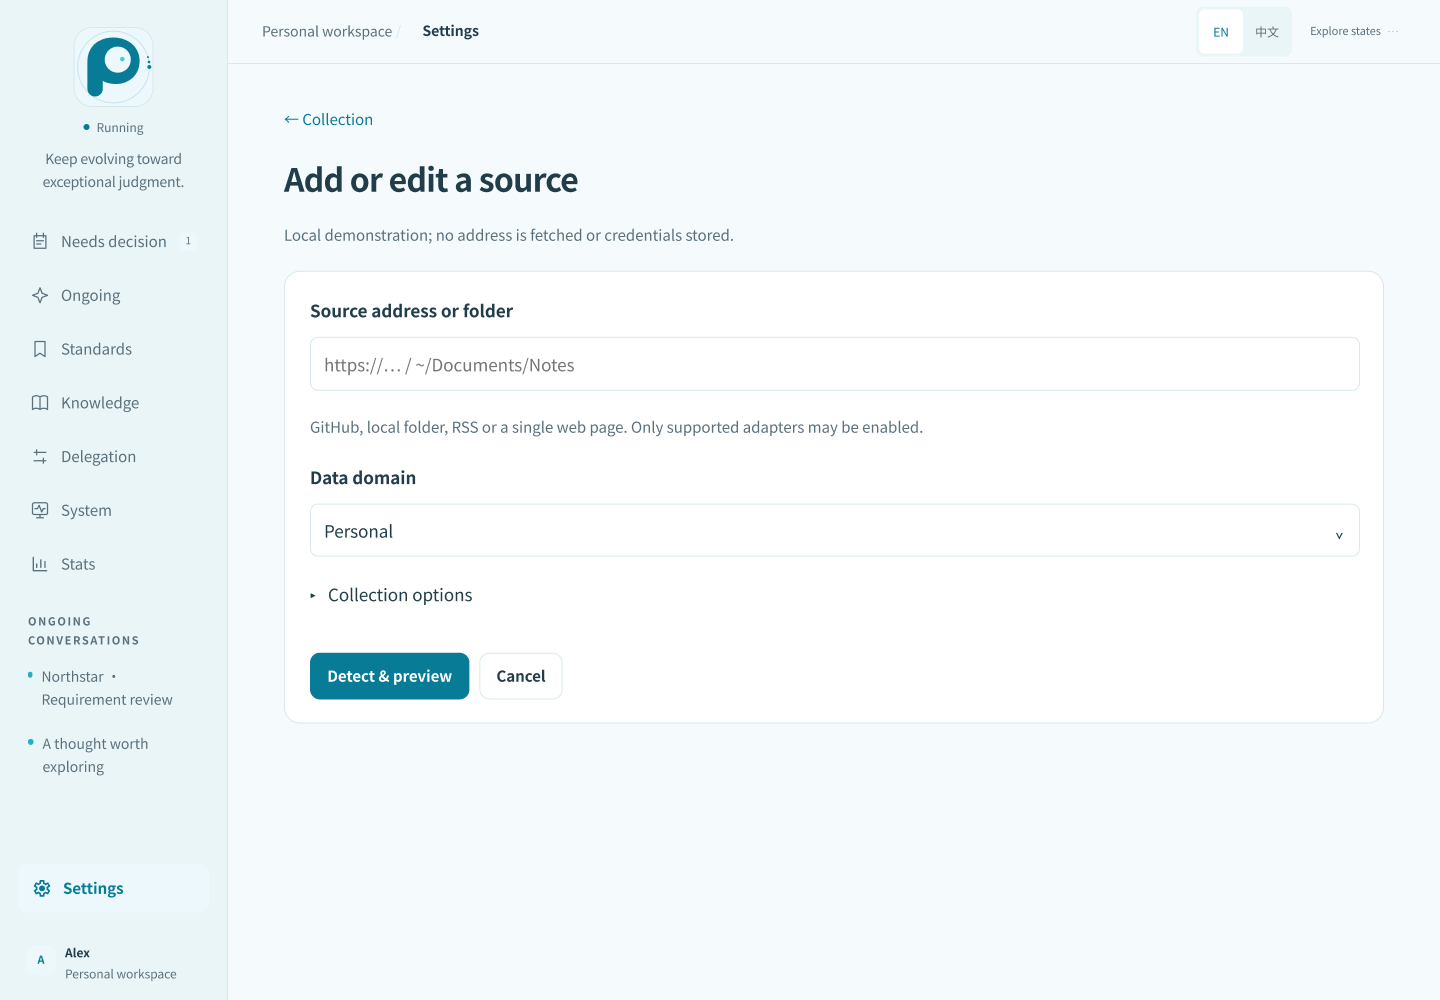 Running
Keep evolving toward
exceptional judgment.
Needs decision 1
Ongoing
Standards
Knowledge
Delegation
System
Stats
ONGOING
CONVERSATIONS
Northstar •
Requirement review
A thought worth
exploring
Settings
A
Alex
Personal workspace
Personal workspace / Settings
EN 中文 Explore states ···
← Collection
Add or edit a source
Local demonstration; no address is fetched or credentials stored.
Source address or folder
https://… / ~/Documents/Notes
GitHub, local folder, RSS or a single web page. Only supported adapters may be enabled.
Data domain
Personal
Collection options
Detect & preview Cancel